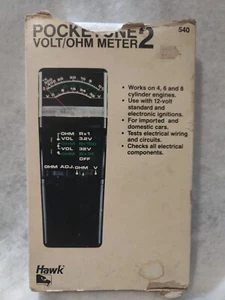 POCKETUNE #2
VOLT/OHM METER
540
• Works on 4, 6 and 8
cylinder engines.
• Use with 12-volt
standard and
electronic ignitions.
• For imported and
domestic cars.
• Tests electrical wiring
and circuits.
• Checks all electrical
components.
OHM Rx1
VOL 3.2V
VOL 32V
OFF
OHM ADJ. OHM V
Hawk